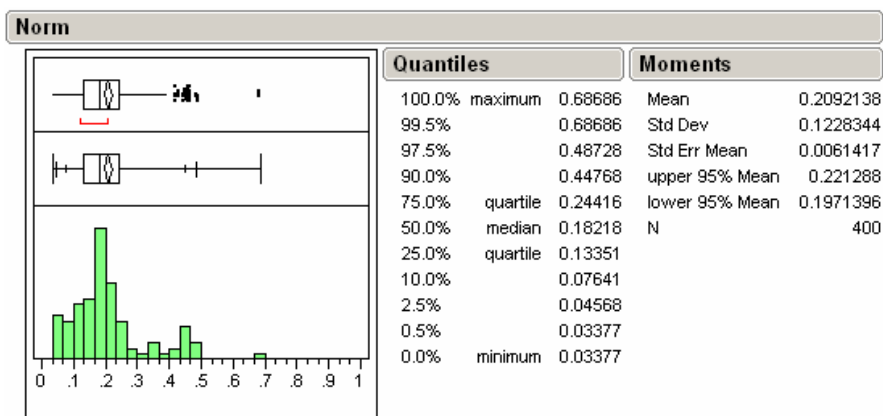 Norm
Quantiles
100.0% maximum 0.68686
99.5% 0.68686
97.5% 0.48728
90.0% 0.44768
75.0% quartile 0.24416
50.0% median 0.18218
25.0% quartile 0.13351
10.0% 0.07641
2.5% 0.04568
0.5% 0.03377
0.0% minimum 0.03377
Moments
Mean 0.2092138
Std Dev 0.1228344
Std Err Mean 0.0061417
upper 95% Mean 0.221288
lower 95% Mean 0.1971396
N 400
0 .1 .2 .3 .4 .5 .6 .7 .8 .9 1